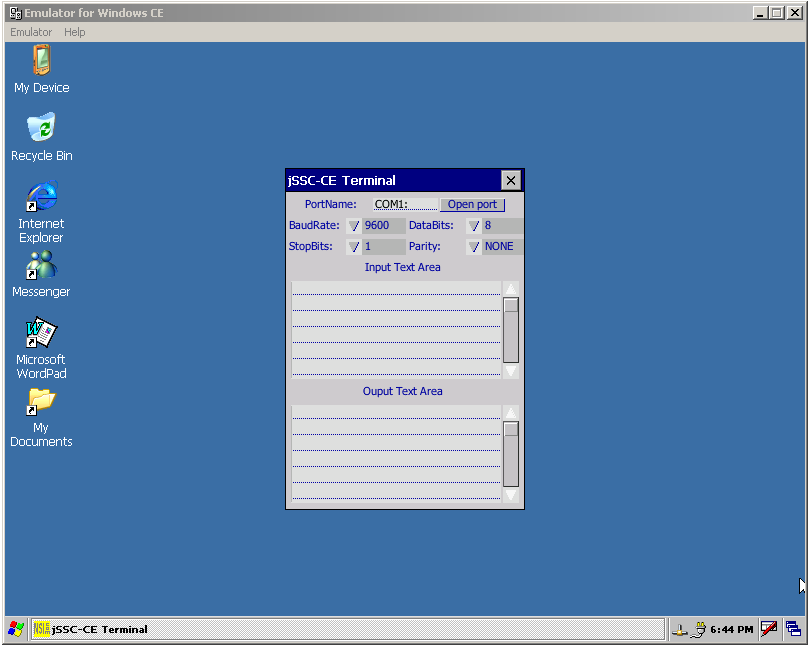 Emulator for Windows CE
Emulator Help
My Device
Recycle Bin
Internet
Explorer
Messenger
Microsoft
WordPad
My
Documents
jSSC-CE Terminal
PortName: COM1: Open port
BaudRate: 9600 DataBits: 8
StopBits: 1 Parity: NONE
Input Text Area
Ouput Text Area
jSSC-CE Terminal
6:44 PM